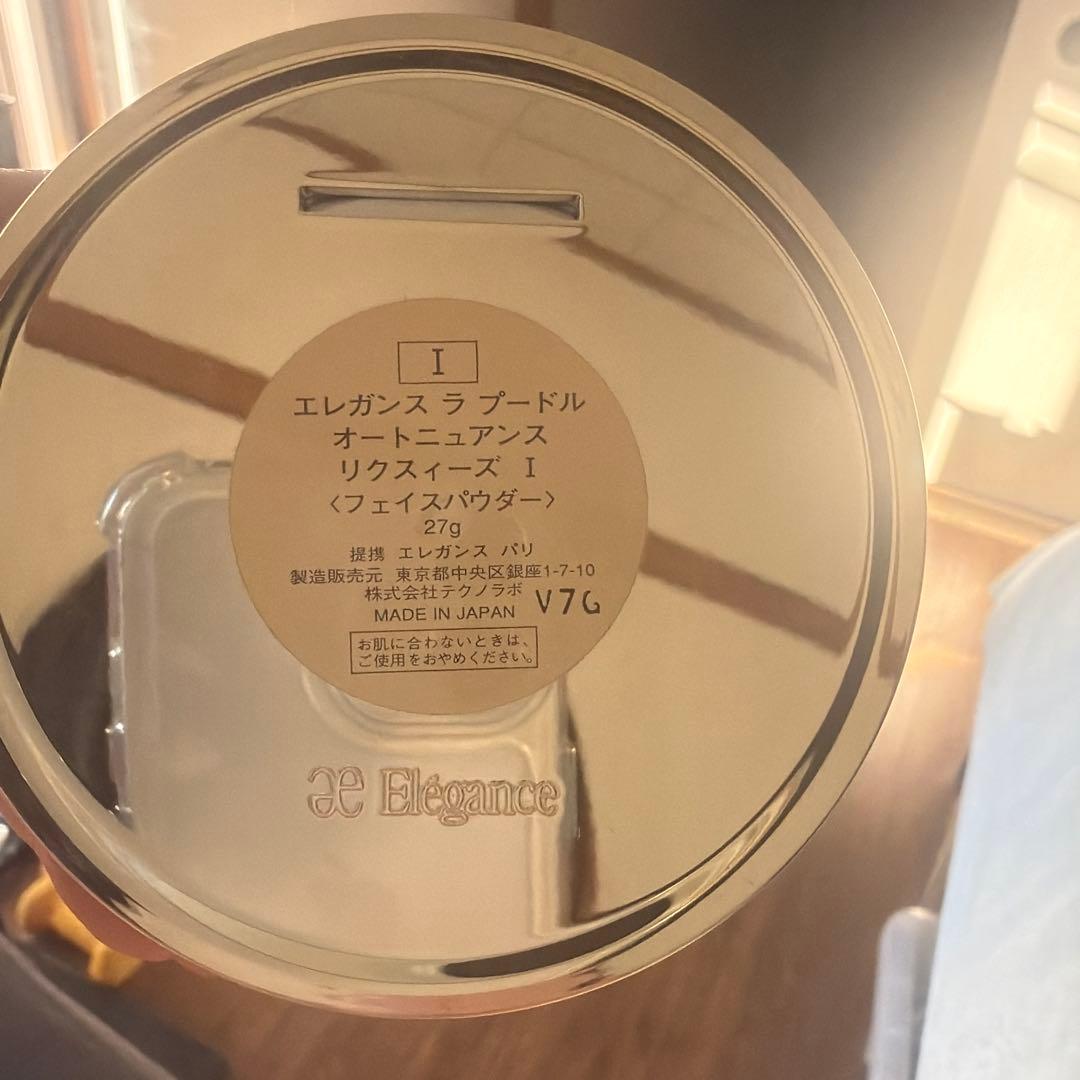 I
エレガンス ラ プードル
オートニュアンス
リクスィーズ I
〈フェイスパウダー〉
27g
提携 エレガンス パリ
製造販売元 東京都中央区銀座1-7-10
株式会社テクノラボ
MADE IN JAPAN V7G
お肌に合わないときは、
ご使用をおやめください。
æ Elégance